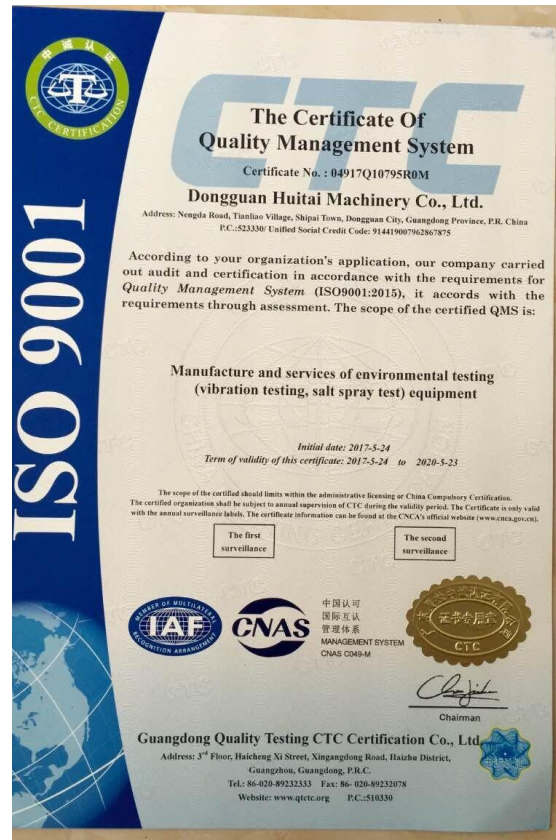 中诚认证
CTC CERTIFICATION
CTC
ISO 9001
The Certificate Of
Quality Management System
Certificate No. : 04917Q10795R0M
Dongguan Huitai Machinery Co., Ltd.
Address: Nengda Road, Tianliao Village, Shipai Town, Dongguan City, Guangdong Province, P.R. China
P.C.:523330/ Unified Social Credit Code: 914419007962867875
According to your organization's application, our company carried
out audit and certification in accordance with the requirements for
Quality Management System (ISO9001:2015), it accords with the
requirements through assessment. The scope of the certified QMS is:
Manufacture and services of environmental testing
(vibration testing, salt spray test) equipment
Initial date: 2017-5-24
Term of validity of this certificate: 2017-5-24 to 2020-5-23
The scope of the certified should limits within the administrative licensing or China Compulsory Certification.
The certified organization shall be subject to annual supervision of CTC during the validity period. The Certificate is only valid
with the annual surveillance labels. The certificate information can be found at the CNCA's official website (www.cnca.gov.cn).
The first
surveillance
The second
surveillance
MEMBER OF MULTILATERAL
IAF
RECOGNITION ARRANGEMENT
CNAS
中国认可
国际互认
管理体系
MANAGEMENT SYSTEM
CNAS C049-M
证书专用章
CTC
Chairman
Guangdong Quality Testing CTC Certification Co., Ltd.
Address: 3rd Floor, Haicheng Xi Street, Xingangdong Road, Haizhu District,
Guangzhou, Guangdong, P.R.C.
Tel.: 86-020-89232333 Fax: 86- 020-89232078
Website: www.qtctc.org P.C.:510330